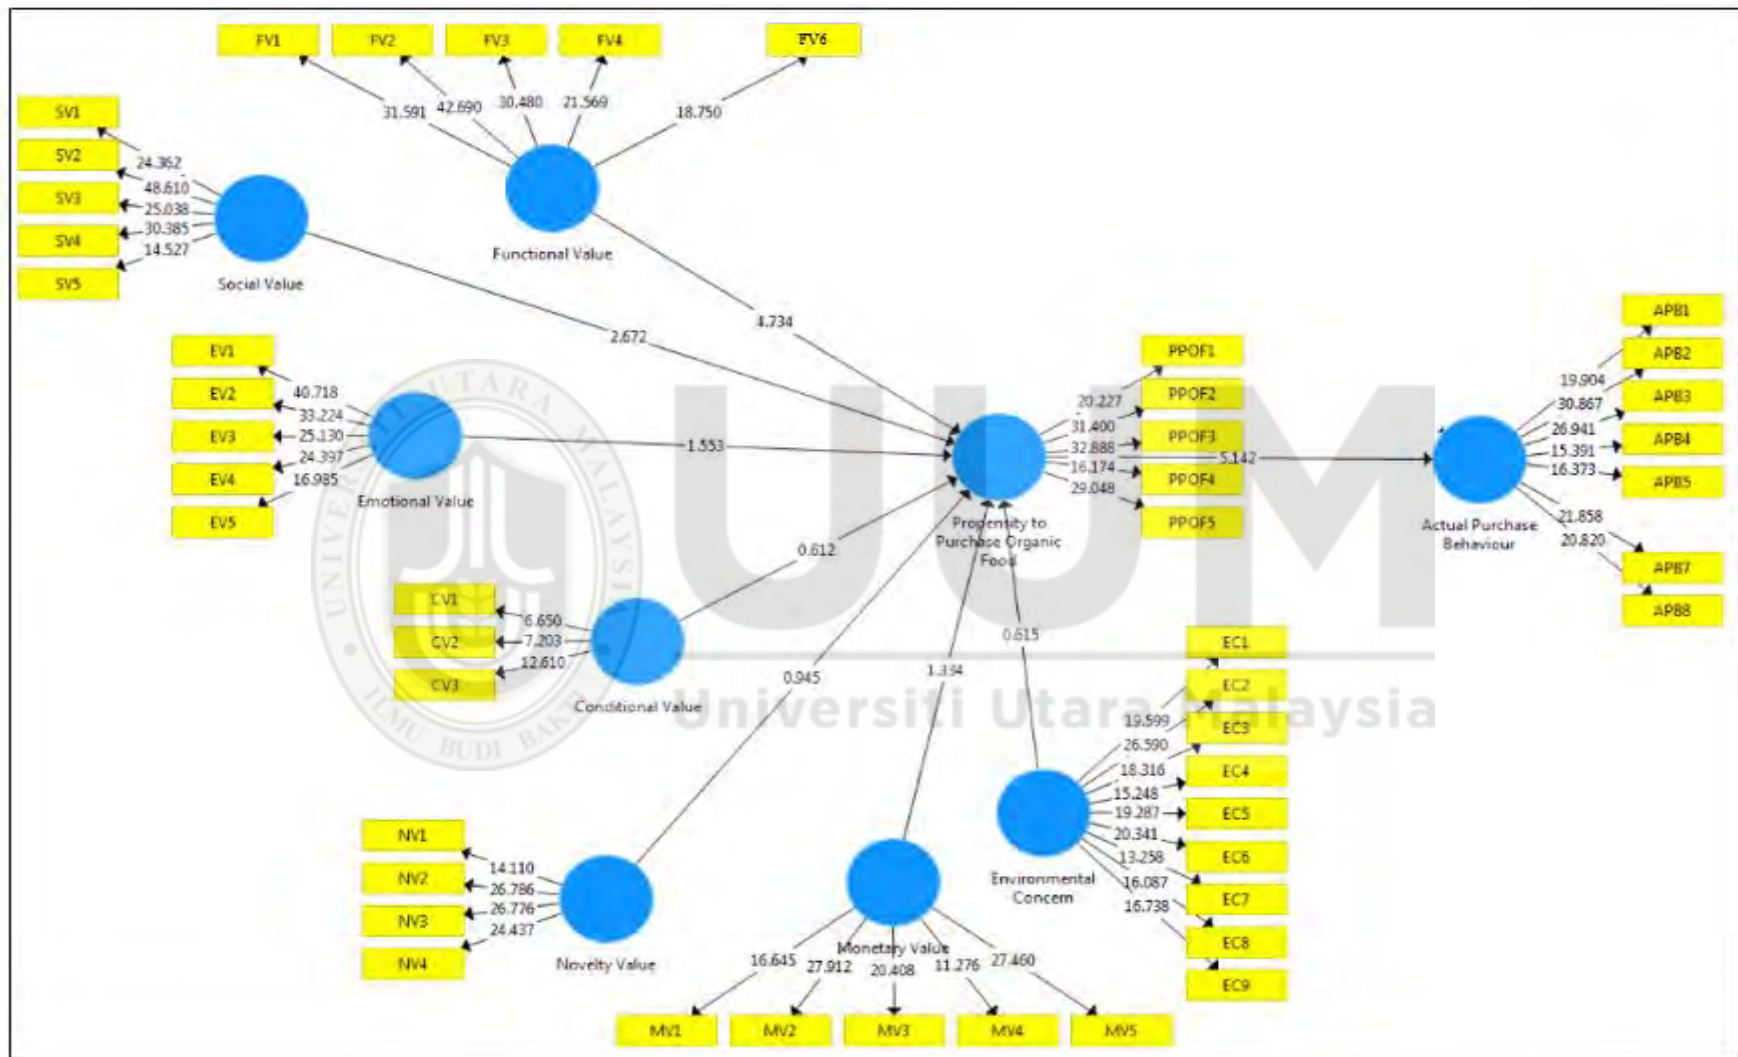 FV1
FV2
FV3
FV4
FV6
31.591
42.690
30.480
21.569
18.750
Functional Value
SV1
SV2
SV3
SV4
SV5
24.362
48.610
25.038
30.385
14.527
Social Value
2.672
4.734
EV1
EV2
EV3
EV4
EV5
40.718
33.224
25.130
24.397
16.985
Emotional Value
1.553
PPOF1
PPOF2
PPOF3
PPOF4
PPOF5
20.227
31.400
32.888
16.174
29.048
Propensity to
Purchase Organic
Food
5.142
APB1
APB2
APB3
APB4
APB5
APB7
APB8
19.904
30.867
26.941
15.391
16.373
21.858
20.820
Actual Purchase
Behaviour
CV1
CV2
CV3
6.650
7.203
12.610
Conditional Value
0.612
0.945
1.334
0.615
NV1
NV2
NV3
NV4
14.110
26.786
26.776
24.437
Novelty Value
Monetary Value
16.645
27.912
20.408
11.276
27.460
MV1
MV2
MV3
MV4
MV5
Environmental
Concern
EC1
EC2
EC3
EC4
EC5
EC6
EC7
EC8
EC9
19.599
26.590
18.316
15.248
19.287
20.341
13.258
16.087
16.738
UUM
Universiti Utara Malaysia
UNIVERSITI UTARA MALAYSIA
ILMU BUDI BAKTI